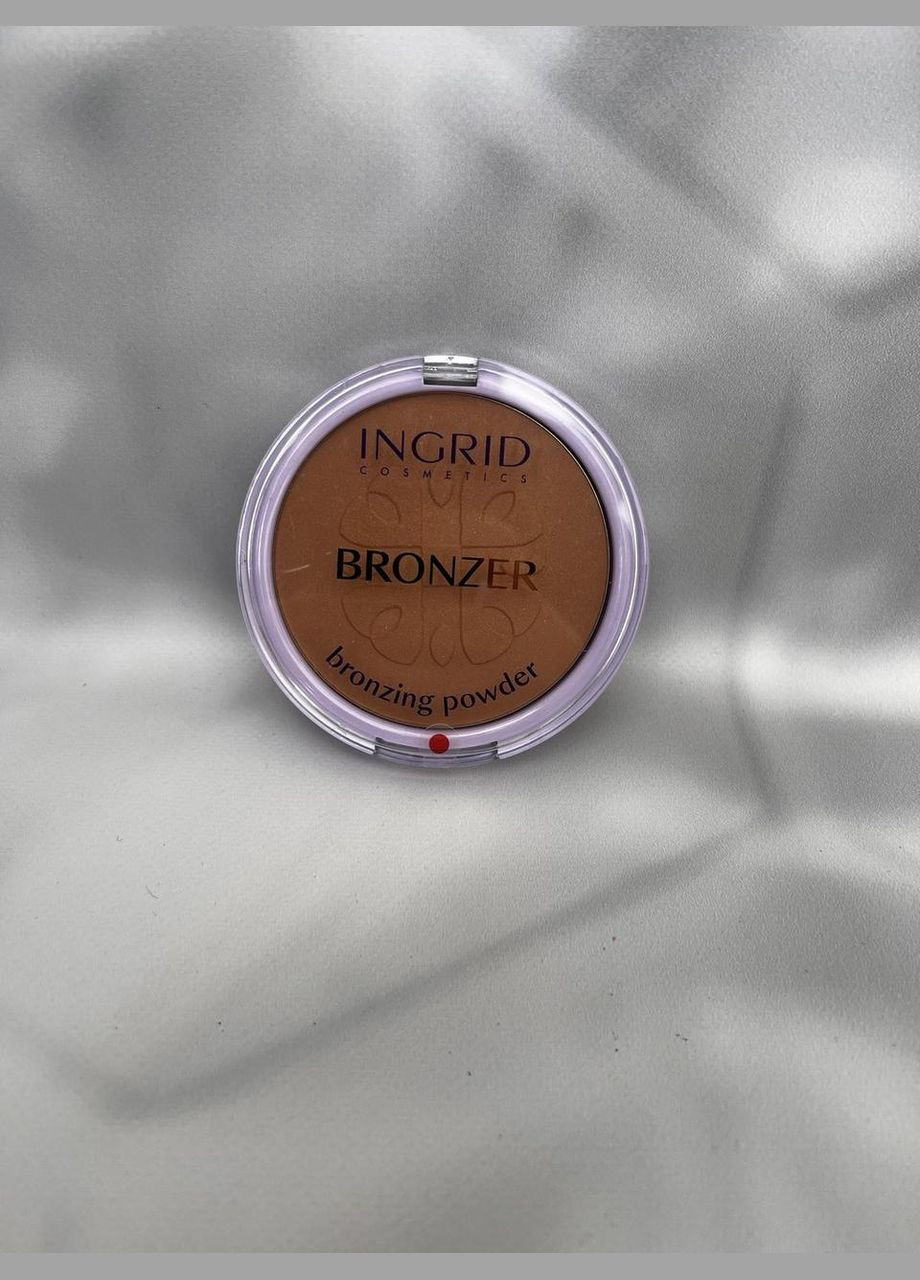 INGRID
COSMETICS
BRONZER
bronzing powder